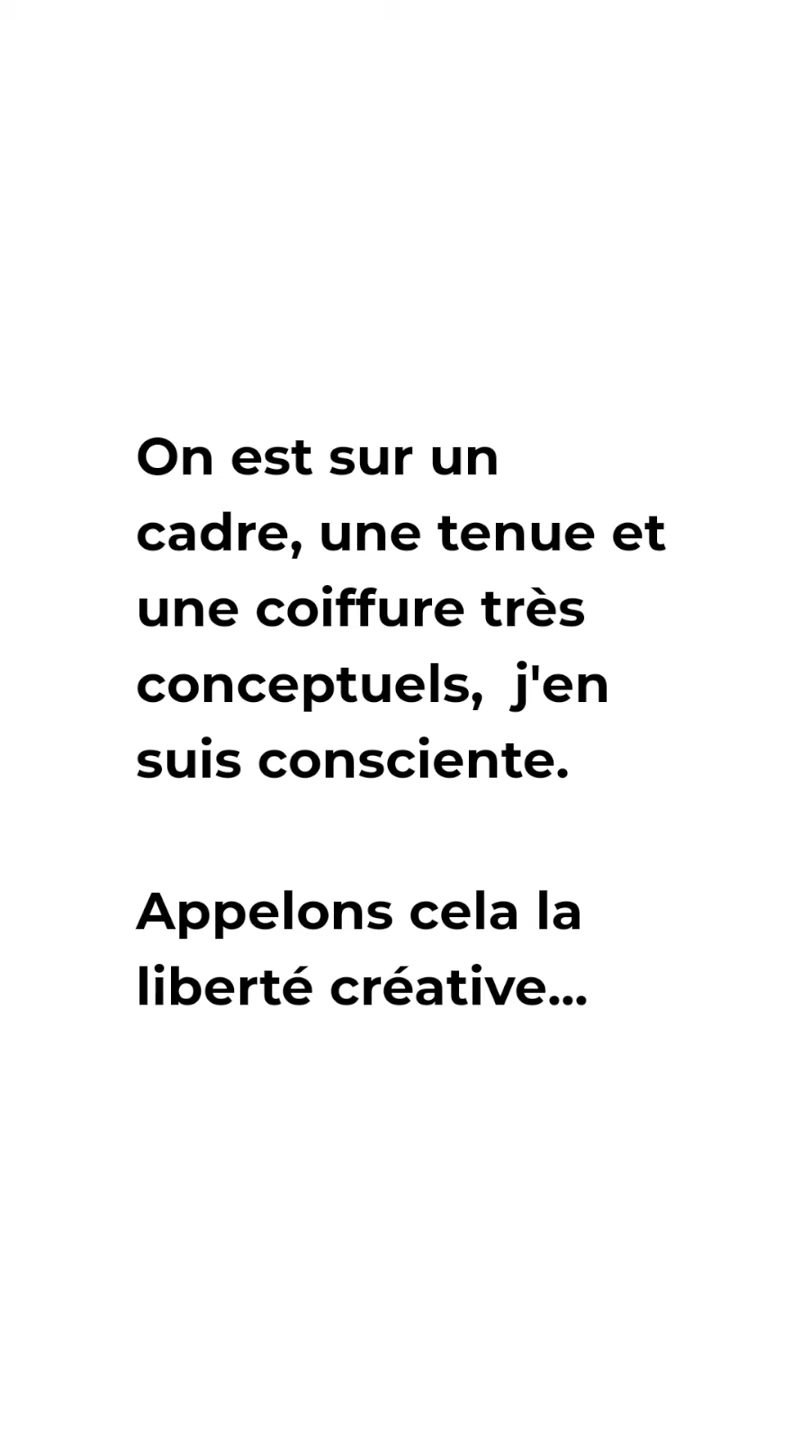 On est sur un
cadre, une tenue et
une coiffure très
conceptuels,  j'en
suis consciente.
Appelons cela la
liberté créative...